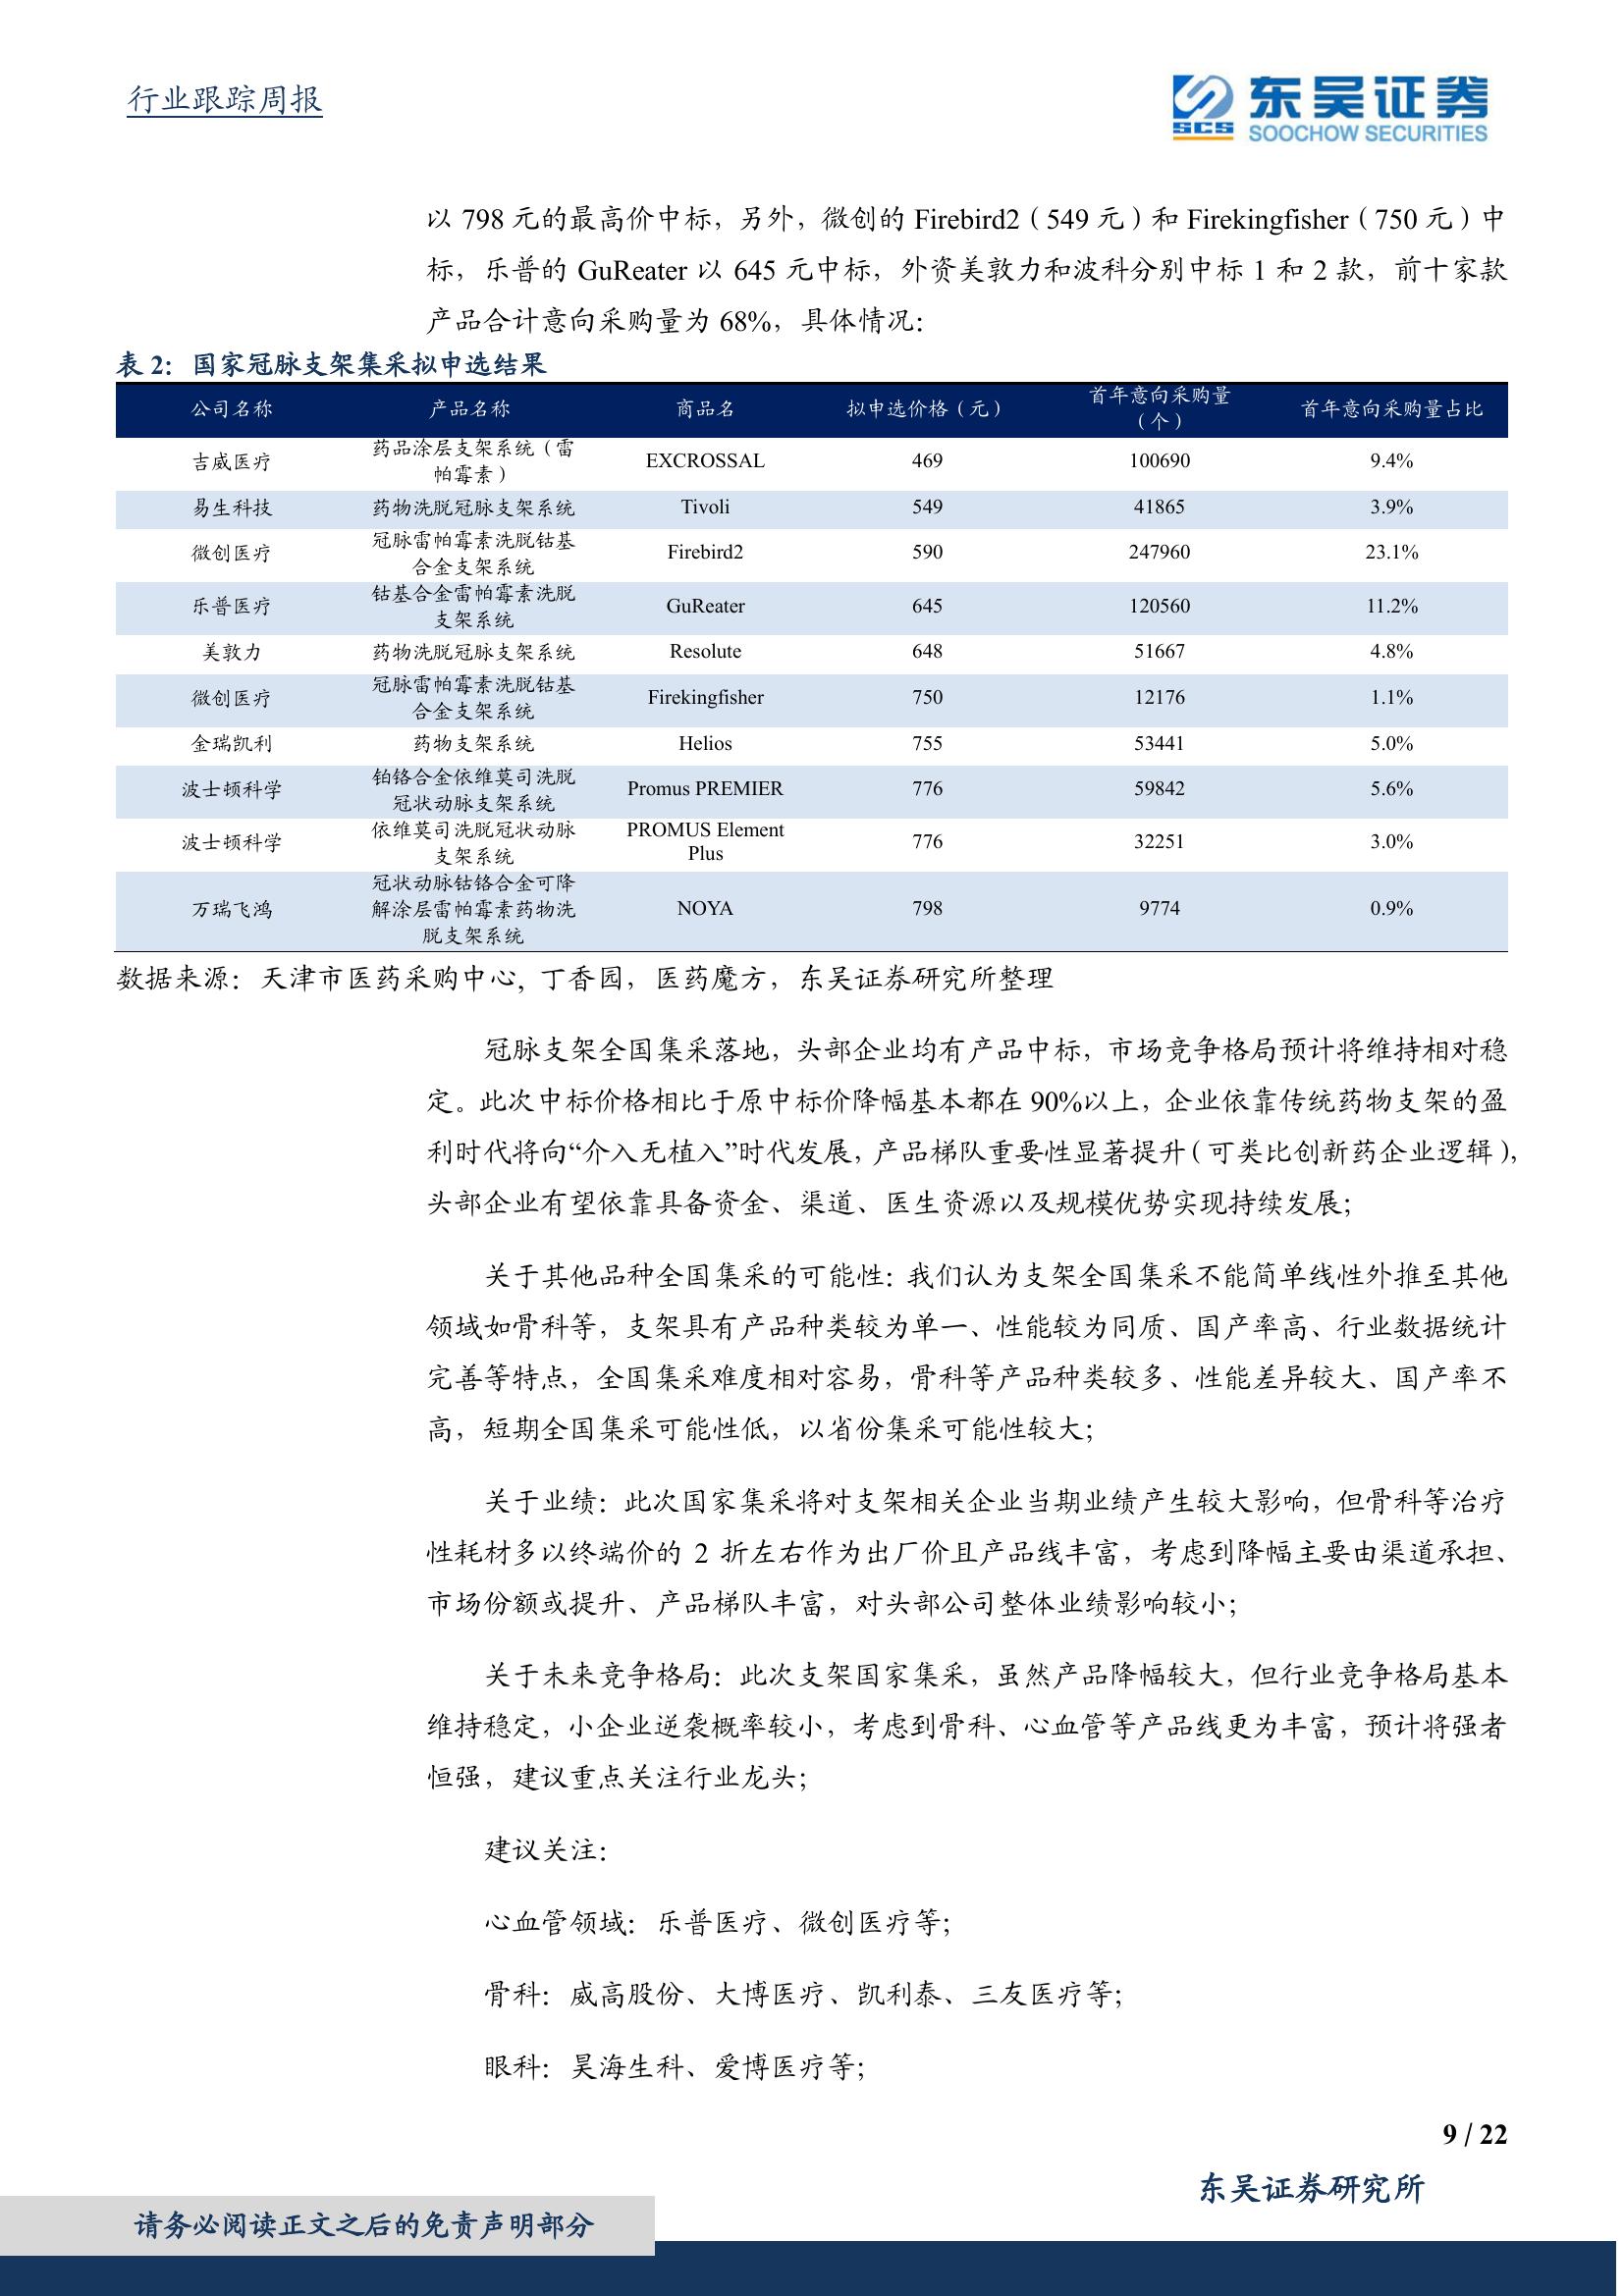 行业跟踪周报
东吴证券
SCS
SOOCHOW SECURITIES
以 798 元的最高价中标，另外，微创的 Firebird2（549 元）和 Firekingfisher（750 元）中
标，乐普的 GuReater 以 645 元中标，外资美敦力和波科分别中标 1 和 2 款，前十家款
产品合计意向采购量为 68%，具体情况：
表 2：国家冠脉支架集采拟申选结果
公司名称 产品名称 商品名 拟申选价格（元） 首年意向采购量（个） 首年意向采购量占比
吉威医疗 药品涂层支架系统（雷帕霉素） EXCROSSAL 469 100690 9.4%
易生科技 药物洗脱冠脉支架系统 Tivoli 549 41865 3.9%
微创医疗 冠脉雷帕霉素洗脱钴基合金支架系统 Firebird2 590 247960 23.1%
乐普医疗 钴基合金雷帕霉素洗脱支架系统 GuReater 645 120560 11.2%
美敦力 药物洗脱冠脉支架系统 Resolute 648 51667 4.8%
微创医疗 冠脉雷帕霉素洗脱钴基合金支架系统 Firekingfisher 750 12176 1.1%
金瑞凯利 药物支架系统 Helios 755 53441 5.0%
波士顿科学 铂铬合金依维莫司洗脱冠状动脉支架系统 Promus PREMIER 776 59842 5.6%
波士顿科学 依维莫司洗脱冠状动脉支架系统 PROMUS Element Plus 776 32251 3.0%
万瑞飞鸿 冠状动脉钴铬合金可降解涂层雷帕霉素药物洗脱支架系统 NOYA 798 9774 0.9%
数据来源：天津市医药采购中心, 丁香园，医药魔方，东吴证券研究所整理
冠脉支架全国集采落地，头部企业均有产品中标，市场竞争格局预计将维持相对稳
定。此次中标价格相比于原中标价降幅基本都在 90%以上，企业依靠传统药物支架的盈
利时代将向“介入无植入”时代发展，产品梯队重要性显著提升（可类比创新药企业逻辑），
头部企业有望依靠具备资金、渠道、医生资源以及规模优势实现持续发展；
关于其他品种全国集采的可能性：我们认为支架全国集采不能简单线性外推至其他
领域如骨科等，支架具有产品种类较为单一、性能较为同质、国产率高、行业数据统计
完善等特点，全国集采难度相对容易，骨科等产品种类较多、性能差异较大、国产率不
高，短期全国集采可能性低，以省份集采可能性较大；
关于业绩：此次国家集采将对支架相关企业当期业绩产生较大影响，但骨科等治疗
性耗材多以终端价的 2 折左右作为出厂价且产品线丰富，考虑到降幅主要由渠道承担、
市场份额或提升、产品梯队丰富，对头部公司整体业绩影响较小；
关于未来竞争格局：此次支架国家集采，虽然产品降幅较大，但行业竞争格局基本
维持稳定，小企业逆袭概率较小，考虑到骨科、心血管等产品线更为丰富，预计将强者
恒强，建议重点关注行业龙头；
建议关注：
心血管领域：乐普医疗、微创医疗等；
骨科：威高股份、大博医疗、凯利泰、三友医疗等；
眼科：昊海生科、爱博医疗等；
9 / 22
东吴证券研究所
请务必阅读正文之后的免责声明部分